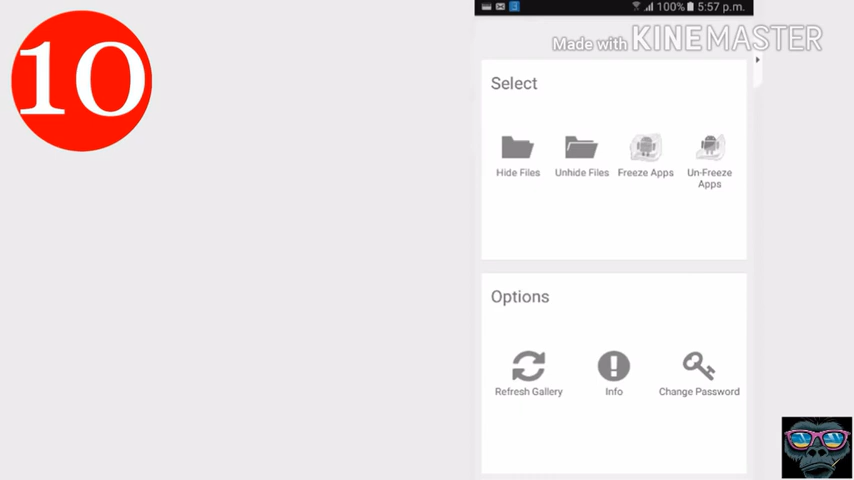 10
100% 5:57 p.m.
Made with KINEMASTER
Select
Hide Files
Unhide Files
Freeze Apps
Un-Freeze
Apps
Options
Refresh Gallery
Info
Change Password